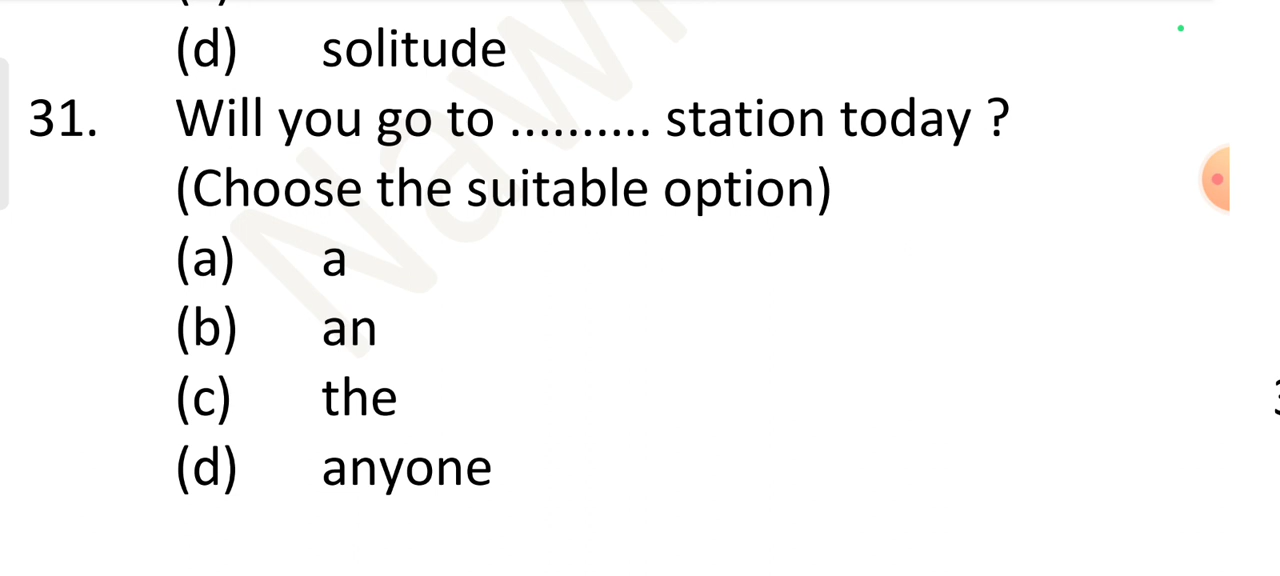 (d) solitude
31. Will you go to .......... station today ?
(Choose the suitable option)
(a) a
(b) an
(c) the
(d) anyone